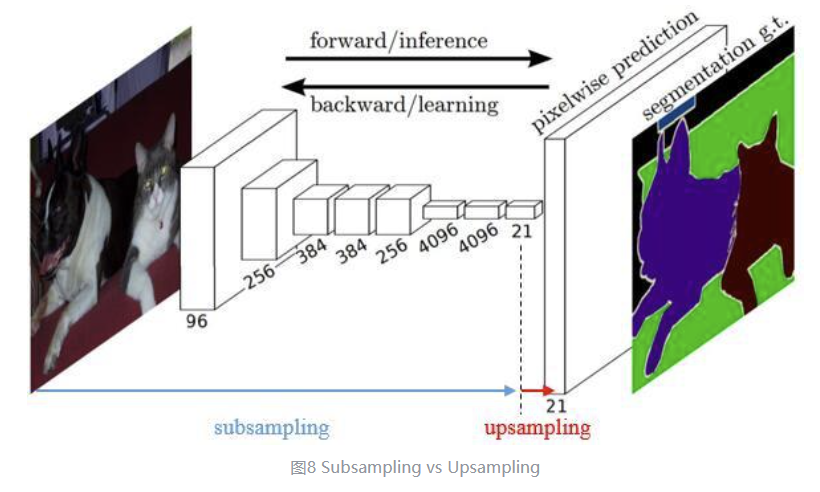 forward/inference
backward/learning
pixelwise prediction
segmentation g.t.
96
256
384
384
256
4096
4096
21
21
subsampling
upsampling
图8 Subsampling vs Upsampling